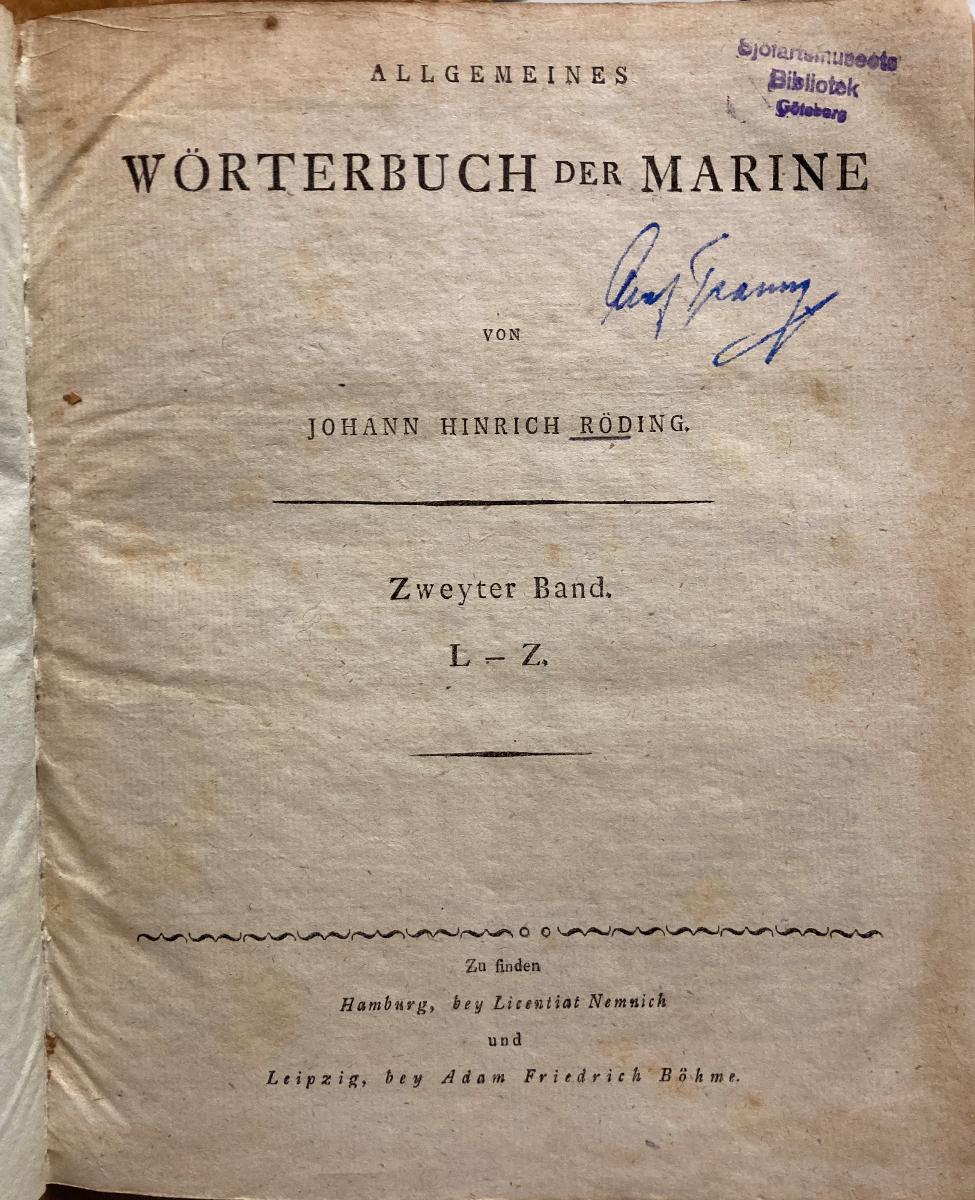 ALLGEMEINES
Sjöfartsmuseets
Bibliotek
Göteborg
WÖRTERBUCH DER MARINE
VON
JOHANN HINRICH RÖDING.
Zweyter Band.
L – Z.
Zu finden
Hamburg, bey Licentiat Nemnich
und
Leipzig, bey Adam Friedrich Böhme.